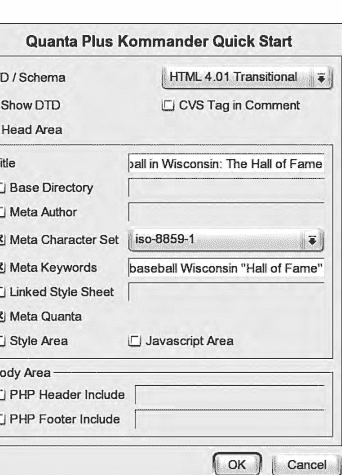 Quanta Plus Kommander Quick Start
D / Schema HTML 4.01 Transitional
Show DTD CVS Tag in Comment
Head Area
itle ball in Wisconsin: The Hall of Fame
Base Directory
Meta Author
Meta Character Set iso-8859-1
Meta Keywords baseball Wisconsin "Hall of Fame"
Linked Style Sheet
Meta Quanta
Style Area Javascript Area
ody Area
PHP Header Include
PHP Footer Include
OK Cancel